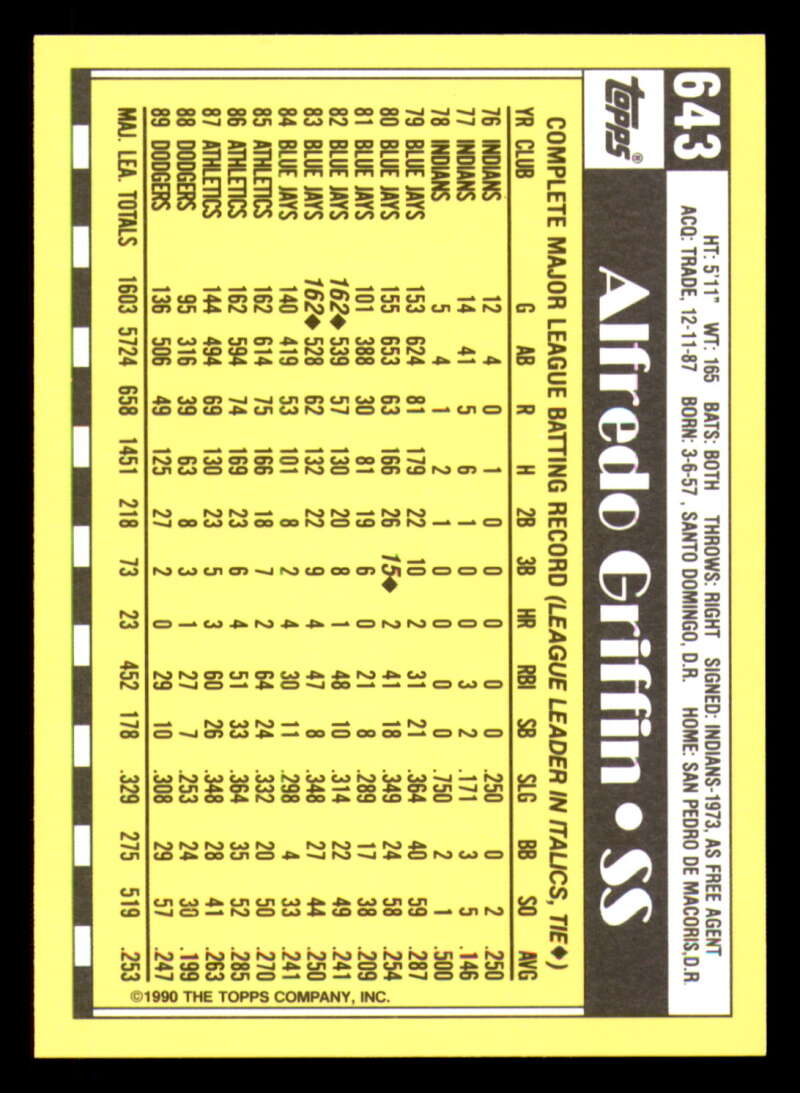 643
HT: 5'11" WT: 165 BATS: BOTH THROWS: RIGHT SIGNED: INDIANS-1973, AS FREE AGENT
ACQ: TRADE, 12-11-87 BORN: 3-6-57, SANTO DOMINGO, D.R. HOME: SAN PEDRO DE MACORIS, D.R.
TOPPS®
Alfredo Griffin • SS
COMPLETE MAJOR LEAGUE BATTING RECORD (LEAGUE LEADER IN ITALICS, TIE◆)
YR CLUB G AB R H 2B 3B HR RBI SB SLG BB SO AVG
76 INDIANS 12 4 0 1 0 0 0 0 0 .250 0 2 .250
77 INDIANS 14 41 5 6 1 0 0 3 2 .171 3 5 .146
78 INDIANS 5 4 1 2 1 0 0 0 0 .750 2 1 .500
79 BLUE JAYS 153 624 81 179 22 10 2 31 21 .364 40 59 .287
80 BLUE JAYS 155 653 63 166 26 15◆ 2 41 18 .349 24 58 .254
81 BLUE JAYS 101 388 30 81 19 6 0 21 8 .289 17 38 .209
82 BLUE JAYS 162◆ 539 57 130 20 8 1 48 10 .314 22 49 .241
83 BLUE JAYS 162◆ 528 62 132 22 9 4 47 8 .348 27 44 .250
84 BLUE JAYS 140 419 53 101 8 2 4 30 11 .298 4 33 .241
85 ATHLETICS 162 614 75 166 18 7 2 64 24 .332 20 50 .270
86 ATHLETICS 162 594 74 169 23 6 4 51 33 .364 35 52 .285
87 ATHLETICS 144 494 69 130 23 5 3 60 26 .348 28 41 .263
88 DODGERS 95 316 39 63 8 3 1 27 7 .253 24 30 .199
89 DODGERS 136 506 49 125 27 2 0 29 10 .308 29 57 .247
MAJ. LEA. TOTALS 1603 5724 658 1451 218 73 23 452 178 .329 275 519 .253
©1990 THE TOPPS COMPANY, INC.